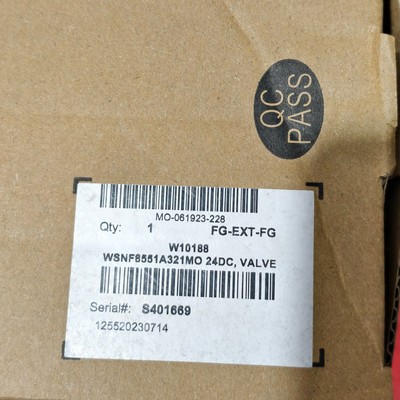 QC
PASS
MO-061923-228
Qty: 1 FG-EXT-FG
W10188
WSNF8551A321MO 24DC, VALVE
Serial#: S401669
125520230714